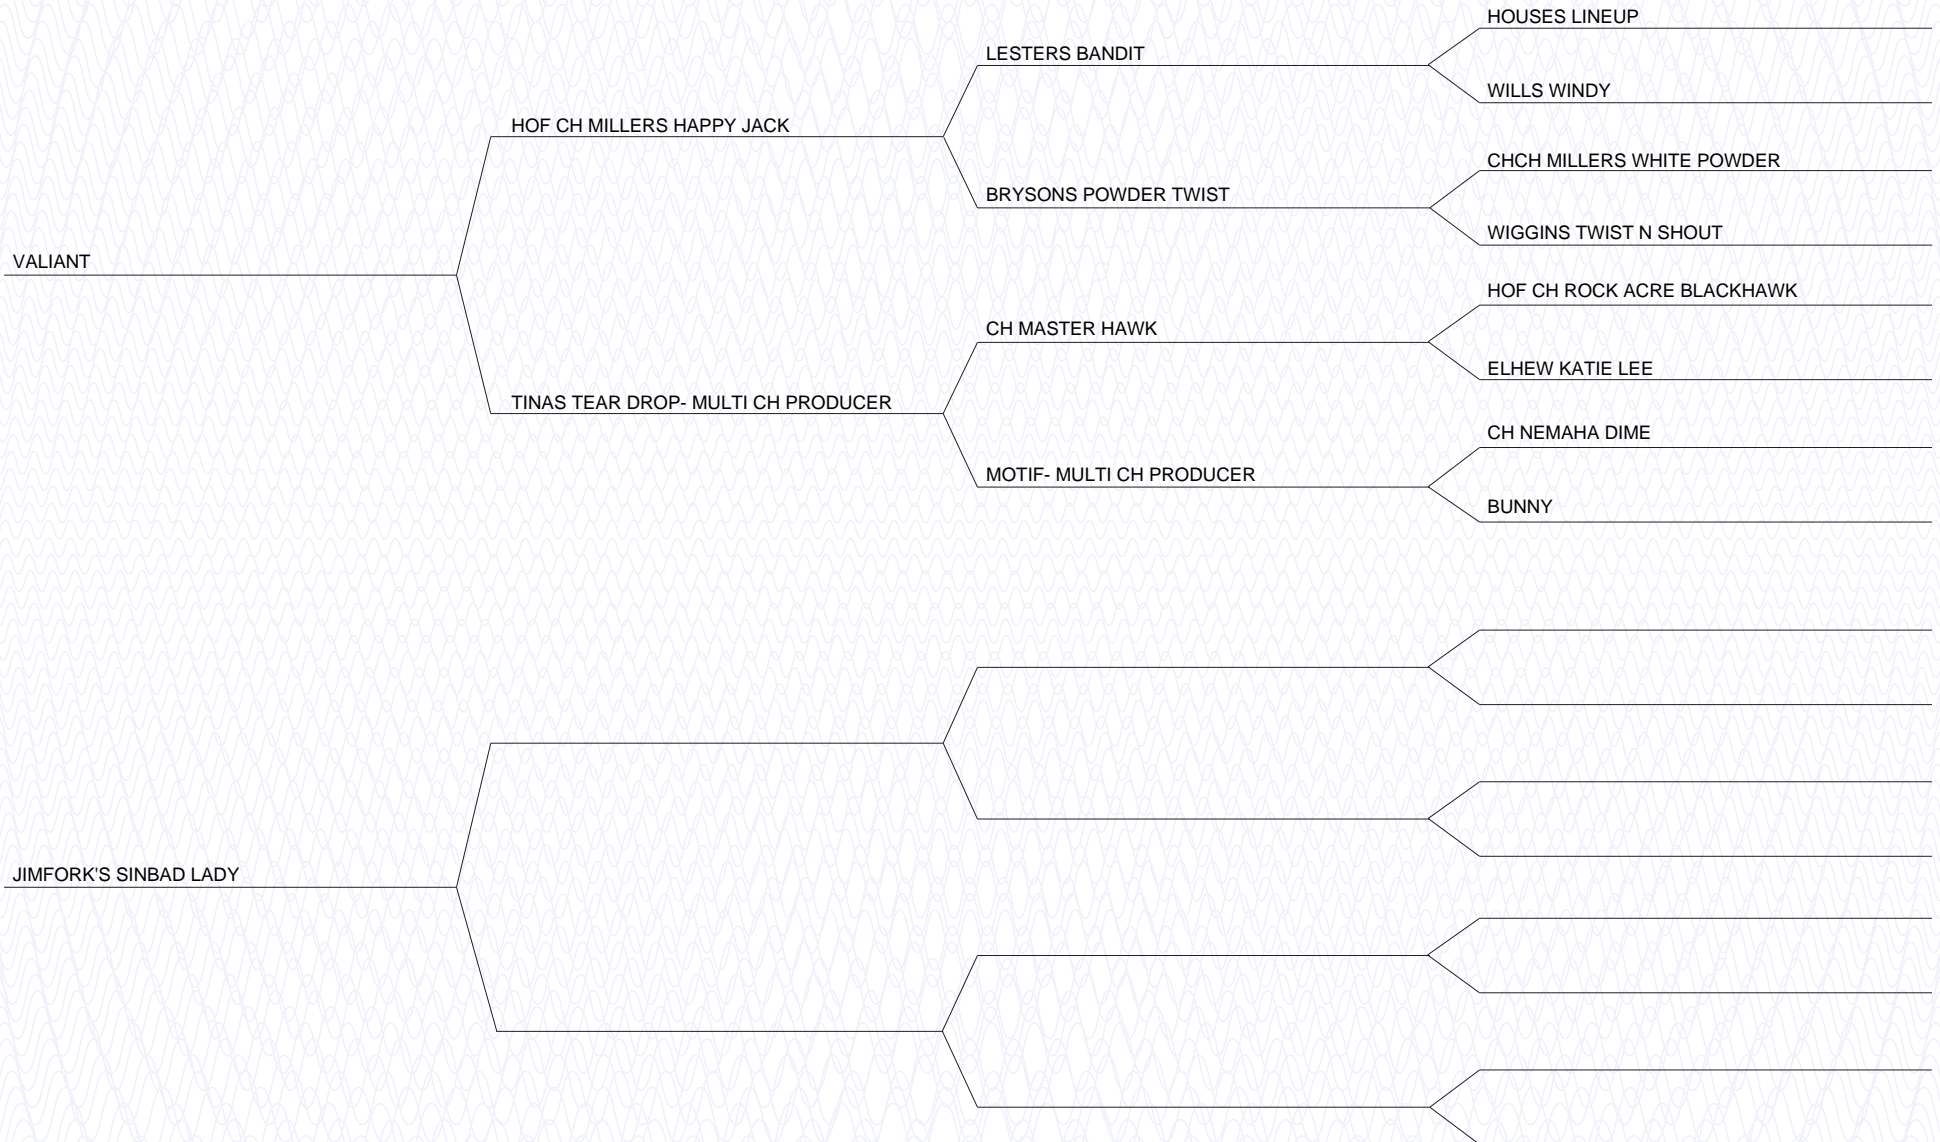 HOUSES LINEUP
LESTERS BANDIT
WILLS WINDY
HOF CH MILLERS HAPPY JACK
CHCH MILLERS WHITE POWDER
BRYSONS POWDER TWIST
WIGGINS TWIST N SHOUT
VALIANT
HOF CH ROCK ACRE BLACKHAWK
CH MASTER HAWK
ELHEW KATIE LEE
TINAS TEAR DROP- MULTI CH PRODUCER
CH NEMAHA DIME
MOTIF- MULTI CH PRODUCER
BUNNY
JIMFORK'S SINBAD LADY